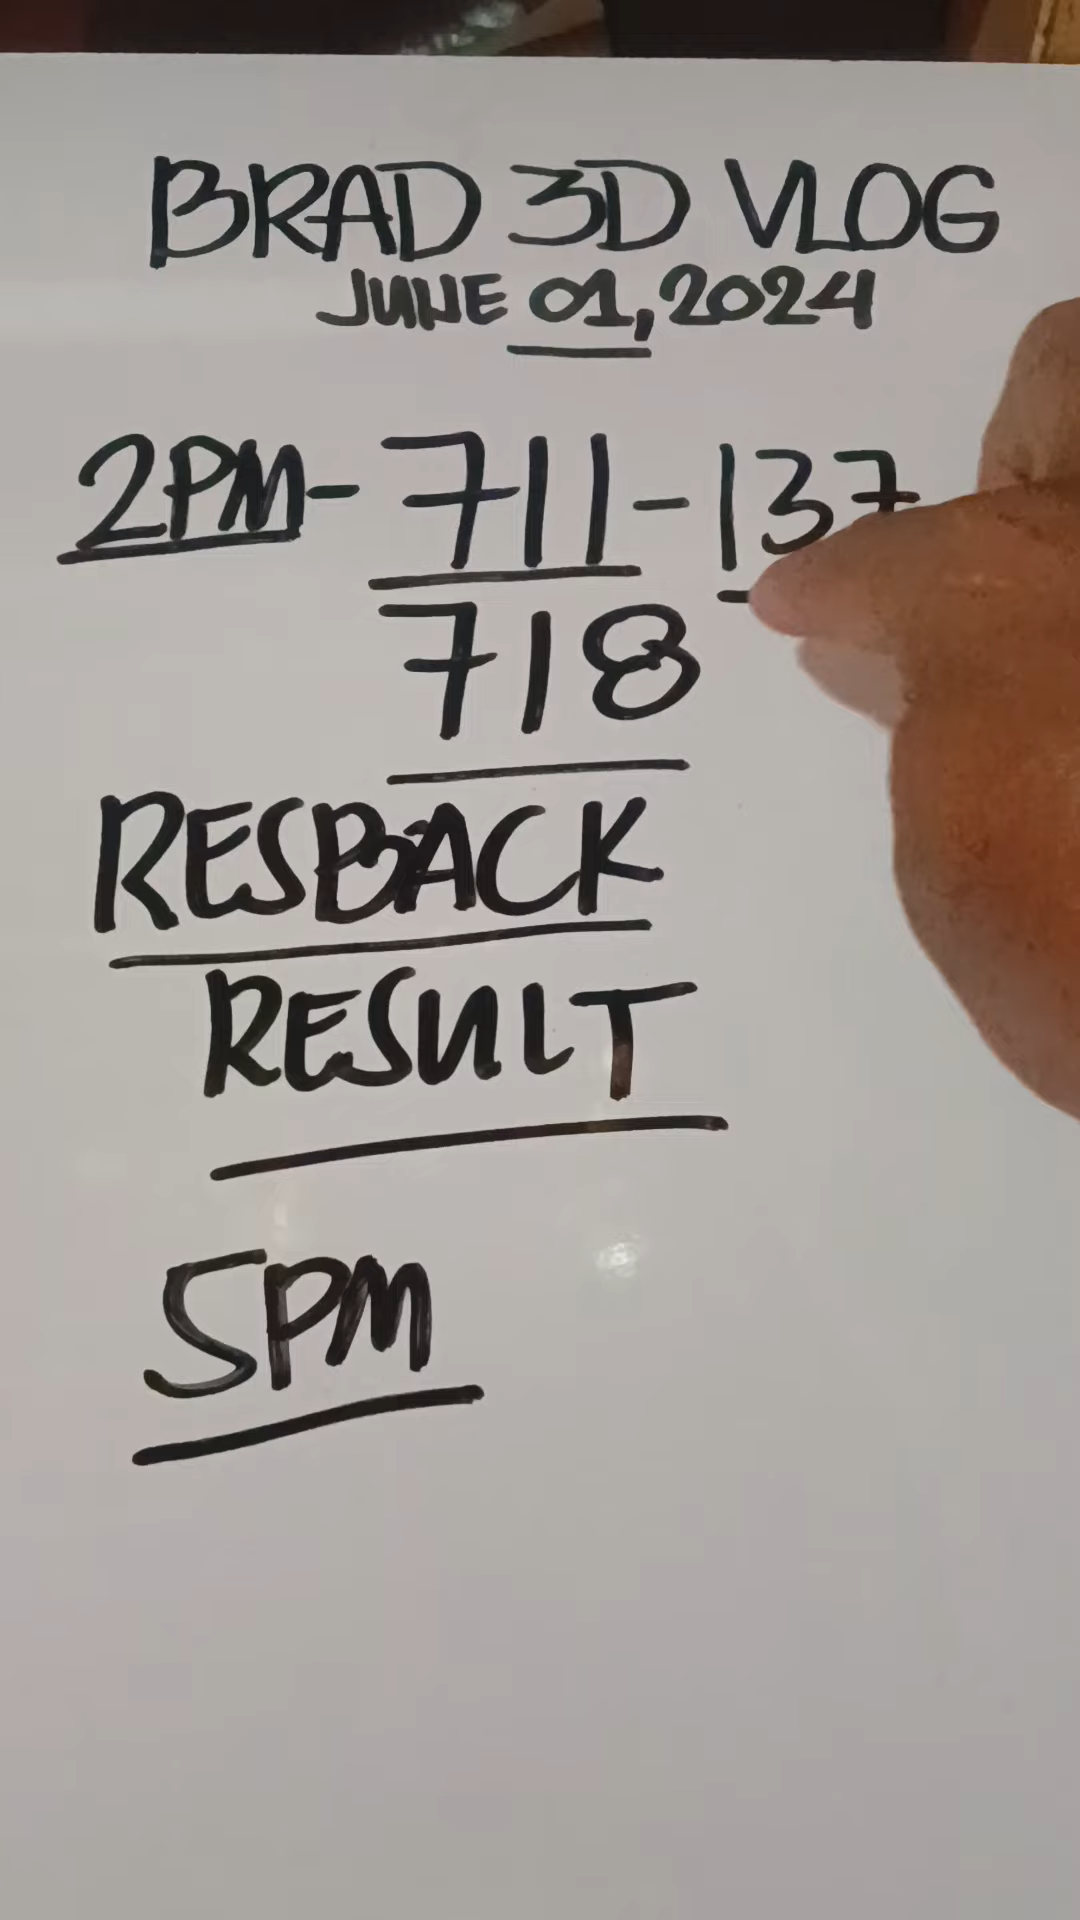 BRAD 3D VLOG
JUNE 01, 2024
2PM- 711-137
718
RESBACK
RESULT
5PM